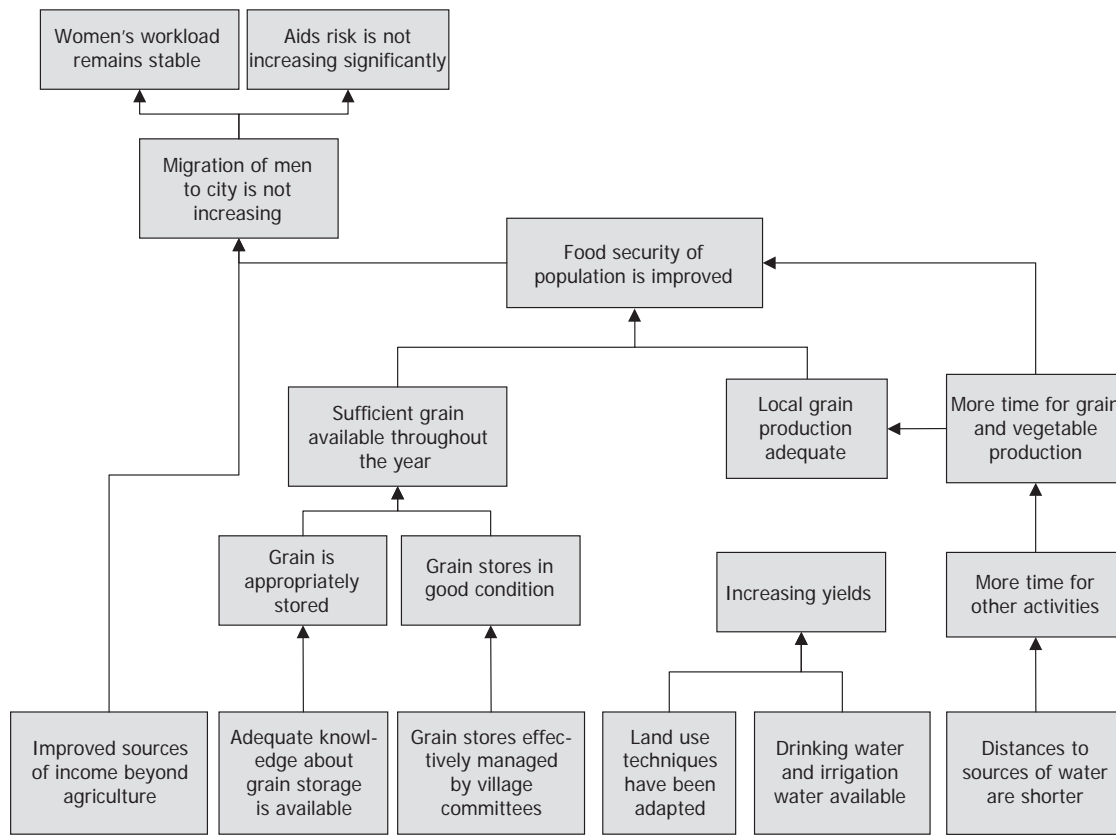 Women's workload
remains stable
Aids risk is not
increasing significantly
Migration of men
to city is not
increasing
Food security of
population is improved
Sufficient grain
available throughout
the year
Local grain
production
adequate
More time for grain
and vegetable
production
Grain is
appropriately
stored
Grain stores in
good condition
Increasing yields
More time for
other activities
Improved sources
of income beyond
agriculture
Adequate knowl-
edge about
grain storage
is available
Grain stores effec-
tively managed
by village
committees
Land use
techniques
have been
adapted
Drinking water
and irrigation
water available
Distances to
sources of water
are shorter